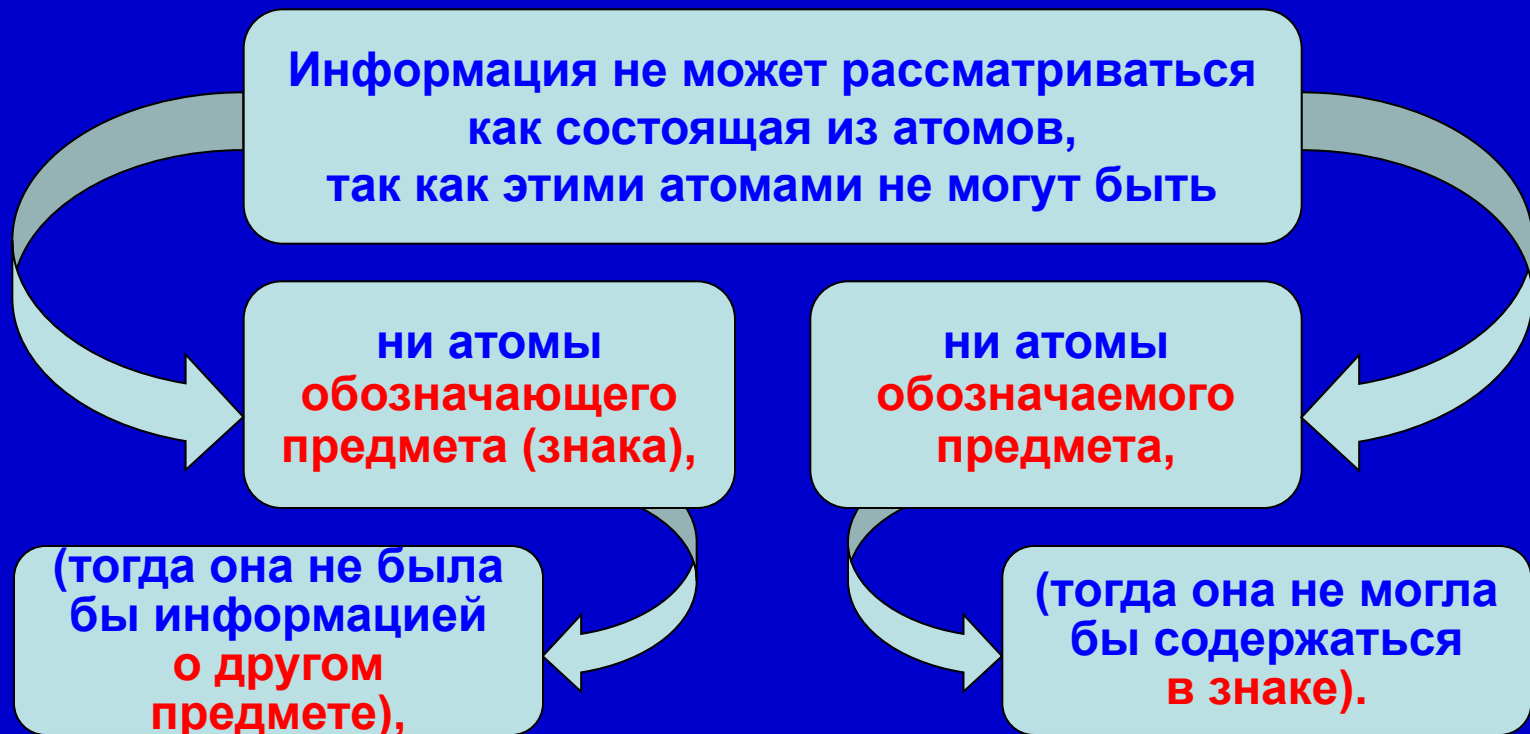 Информация не может рассматриваться
как состоящая из атомов,
так как этими атомами не могут быть
ни атомы
обозначающего
предмета (знака),
ни атомы
обозначаемого
предмета,
(тогда она не была
бы информацией
о другом
предмете),
(тогда она не могла
бы содержаться
в знаке).